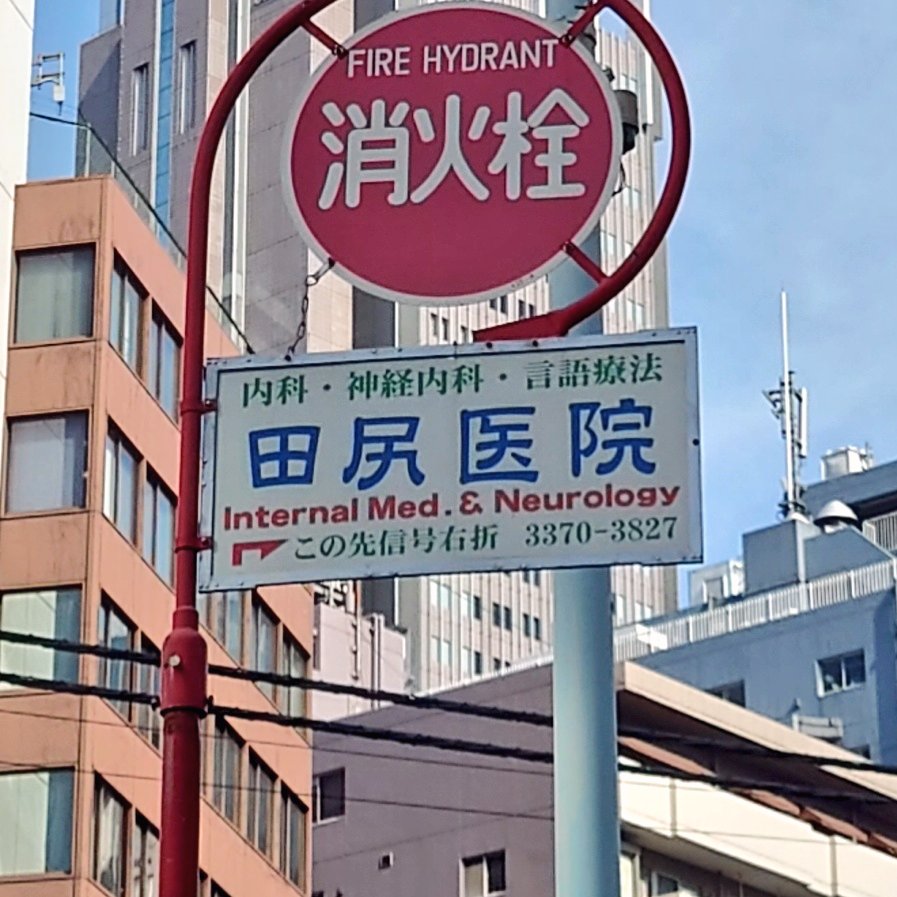 FIRE HYDRANT
消火栓
内科・神経内科・言語療法
田尻医院
Internal Med. & Neurology
この先信号右折 3370-3827